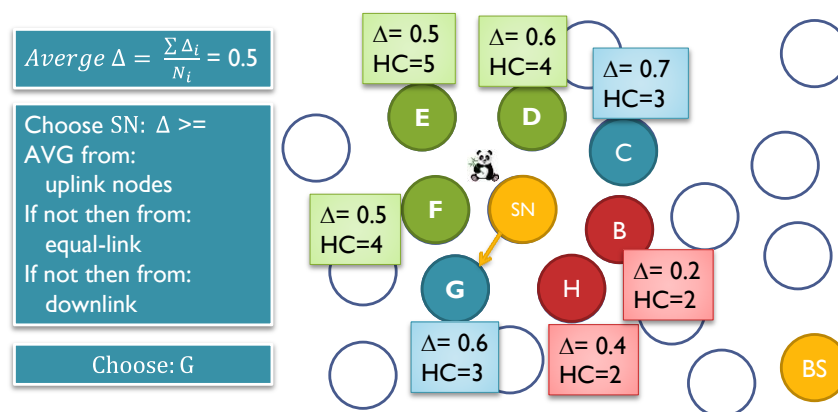 Averge Δ = ∑ Δi / Ni = 0.5
Choose SN: Δ >=
AVG from:
uplink nodes
If not then from:
equal-link
If not then from:
downlink
Choose: G
Δ= 0.5
HC=5
Δ= 0.6
HC=4
Δ= 0.7
HC=3
E
D
C
Δ= 0.5
HC=4
F
SN
B
Δ= 0.2
HC=2
G
H
Δ= 0.6
HC=3
Δ= 0.4
HC=2
BS